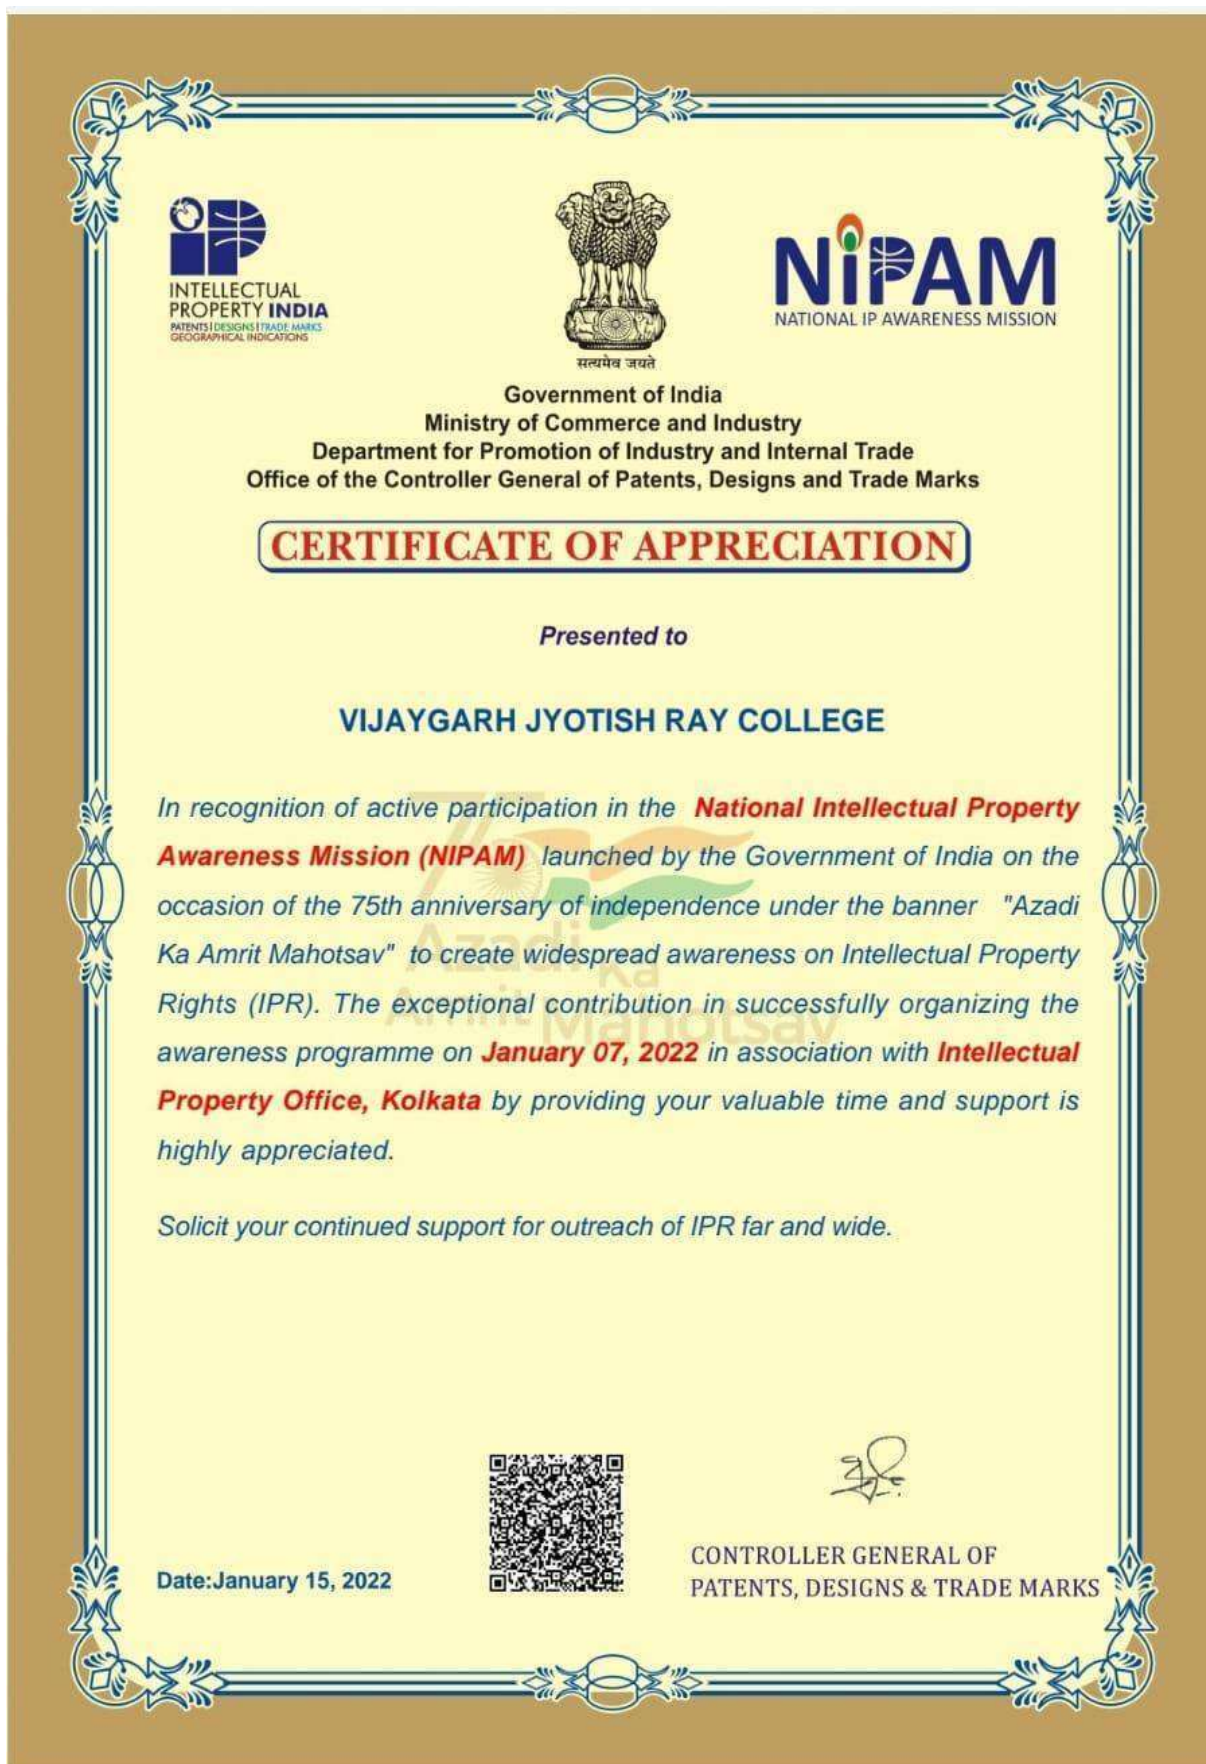 INTELLECTUAL
PROPERTY INDIA
PATENTS | DESIGNS | TRADE MARKS
GEOGRAPHICAL INDICATIONS
सत्यमेव जयते
NiPAM
NATIONAL IP AWARENESS MISSION
Government of India
Ministry of Commerce and Industry
Department for Promotion of Industry and Internal Trade
Office of the Controller General of Patents, Designs and Trade Marks
CERTIFICATE OF APPRECIATION
Presented to
VIJAYGARH JYOTISH RAY COLLEGE
In recognition of active participation in the National Intellectual Property
Awareness Mission (NIPAM) launched by the Government of India on the
occasion of the 75th anniversary of independence under the banner "Azadi
Ka Amrit Mahotsav" to create widespread awareness on Intellectual Property
Rights (IPR). The exceptional contribution in successfully organizing the
awareness programme on January 07, 2022 in association with Intellectual
Property Office, Kolkata by providing your valuable time and support is
highly appreciated.
75
Azadi
Ka
Amrit Mahotsav
Solicit your continued support for outreach of IPR far and wide.
Date:January 15, 2022
CONTROLLER GENERAL OF
PATENTS, DESIGNS & TRADE MARKS